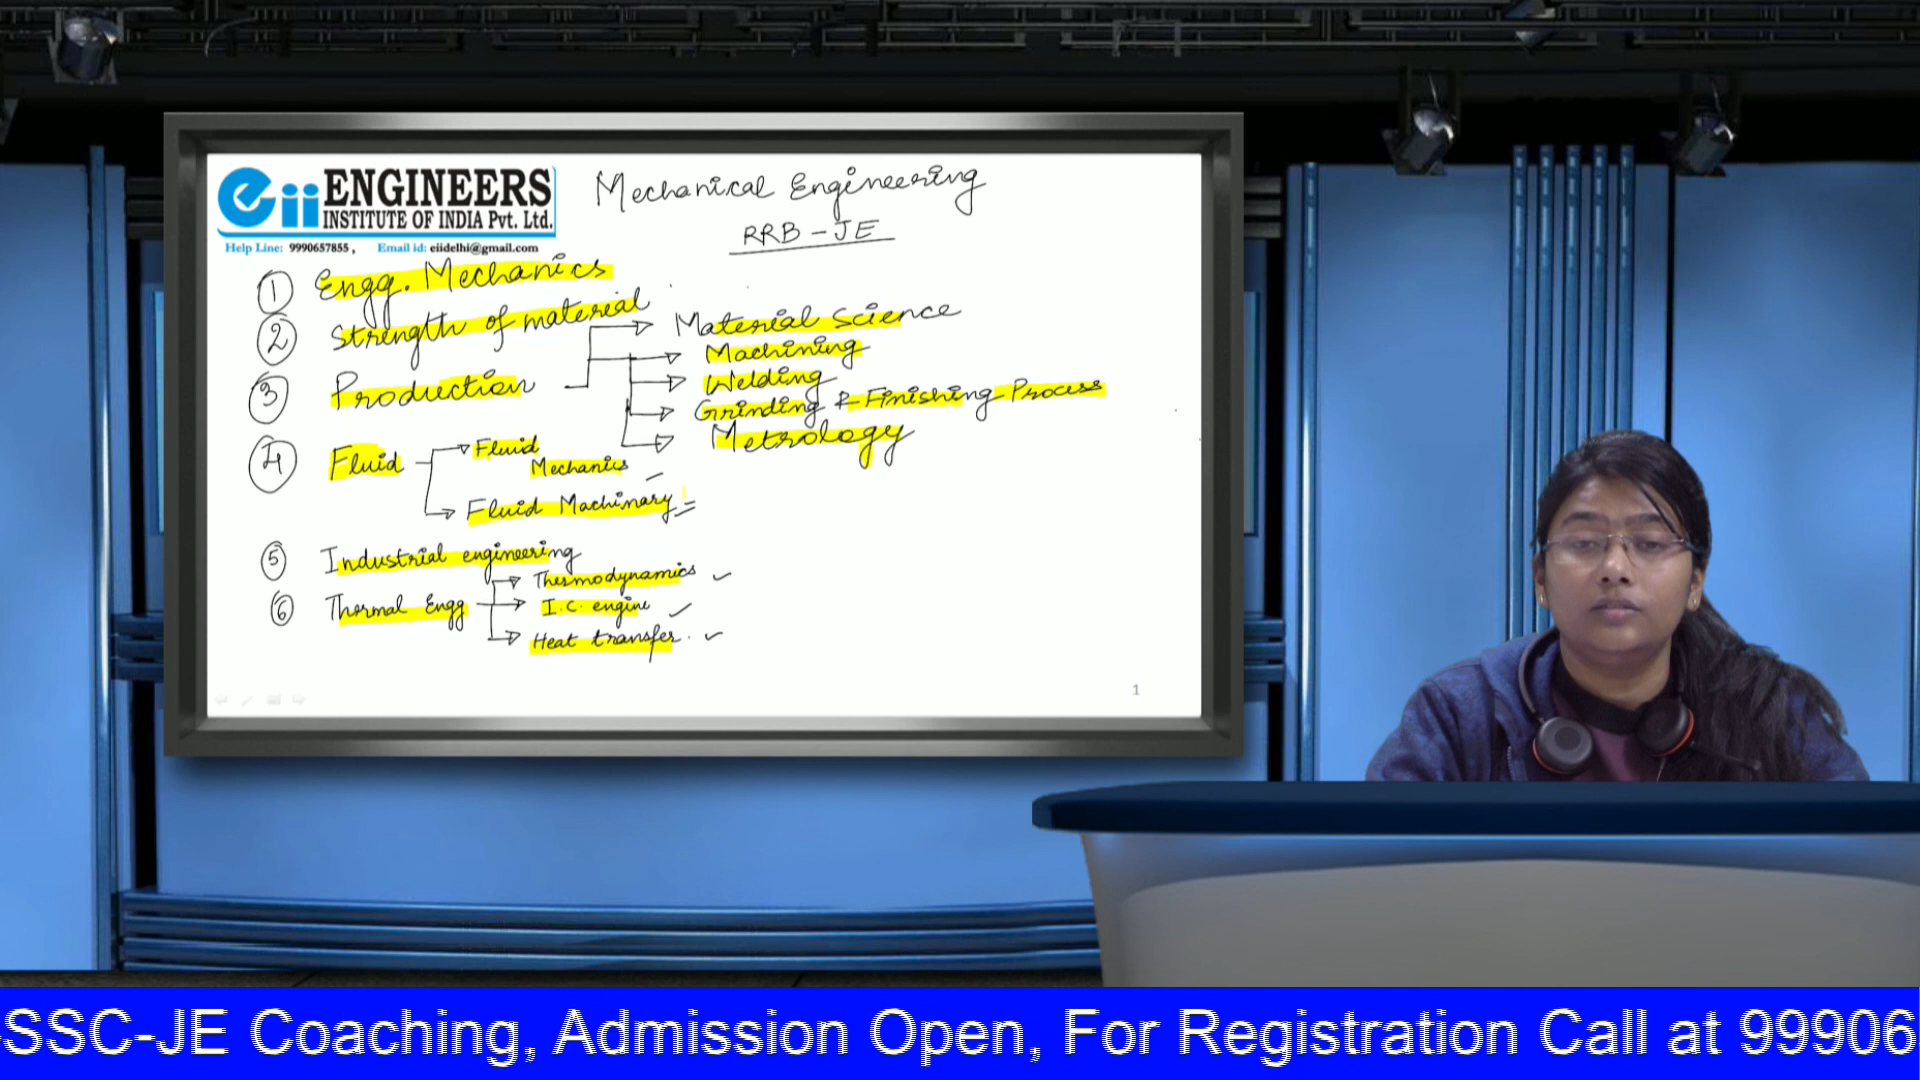 eii ENGINEERS
INSTITUTE OF INDIA Pvt. Ltd.
Help Line: 9990657855 , Email id: eiidelhi@gmail.com
Mechanical Engineering
RRB - JE
1 Engg. Mechanics
2 Strength of material
3 Production
Material Science
Machining
Welding
Grinding & Finishing Process
Metrology
4 Fluid
Fluid Mechanics
Fluid Machinary
5 Industrial engineering
6 Thermal Engg
Thermodynamics
I.C. engine
Heat transfer.
1
-SSC-JE Coaching, Admission Open, For Registration Call at 99906